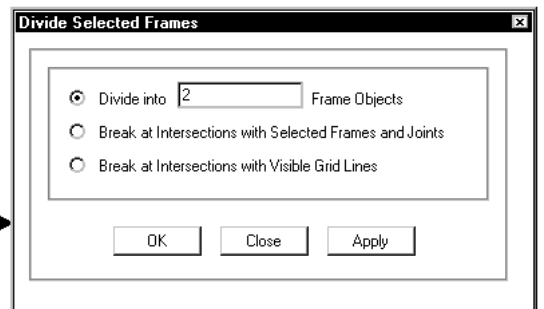 Divide Selected Frames
Divide into 2 Frame Objects
Break at Intersections with Selected Frames and Joints
Break at Intersections with Visible Grid Lines
OK Close Apply